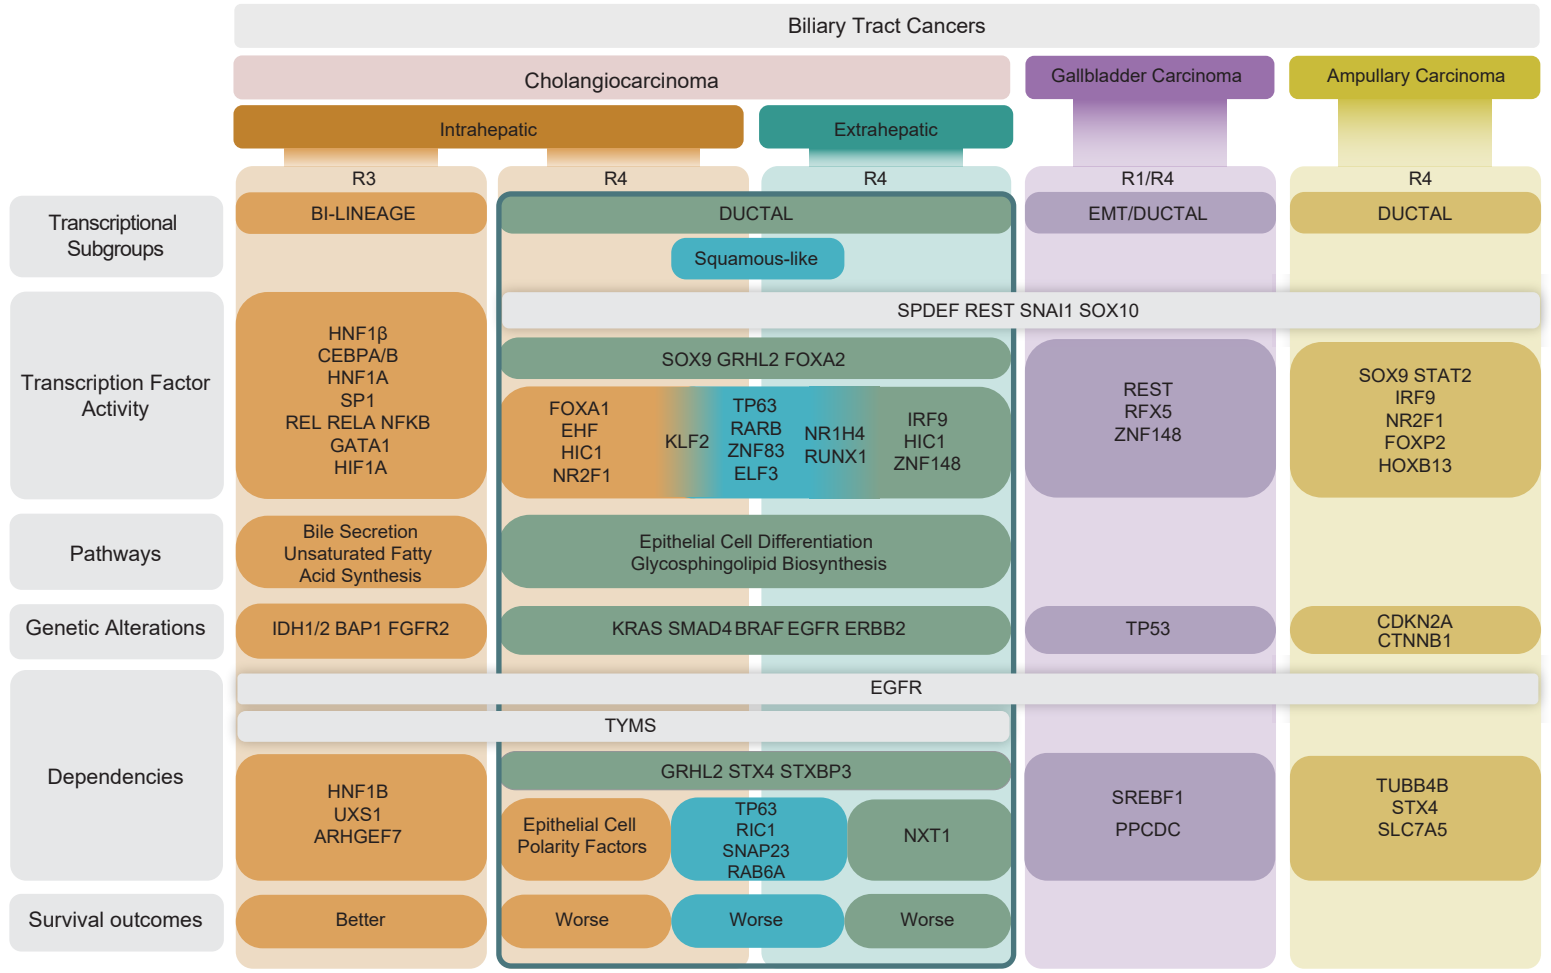 Biliary Tract Cancers
Cholangiocarcinoma
Gallbladder Carcinoma
Ampullary Carcinoma
Intrahepatic
Extrahepatic
R3
R4
R4
R1/R4
R4
Transcriptional
Subgroups
BI-LINEAGE
DUCTAL
EMT/DUCTAL
DUCTAL
Squamous-like
Transcription Factor
Activity
SPDEF REST SNAI1 SOX10
HNF1β
CEBPA/B
HNF1A
SP1
REL RELA NFKB
GATA1
HIF1A
SOX9 GRHL2 FOXA2
FOXA1
EHF
HIC1
NR2F1
KLF2
TP63
RARB
ZNF83
ELF3
NR1H4
RUNX1
IRF9
HIC1
ZNF148
REST
RFX5
ZNF148
SOX9 STAT2
IRF9
NR2F1
FOXP2
HOXB13
Pathways
Bile Secretion
Unsaturated Fatty
Acid Synthesis
Epithelial Cell Differentiation
Glycosphingolipid Biosynthesis
Genetic Alterations
IDH1/2 BAP1 FGFR2
KRAS SMAD4 BRAF EGFR ERBB2
TP53
CDKN2A
CTNNB1
Dependencies
EGFR
TYMS
HNF1B
UXS1
ARHGEF7
GRHL2 STX4 STXBP3
Epithelial Cell
Polarity Factors
TP63
RIC1
SNAP23
RAB6A
NXT1
SREBF1
PPCDC
TUBB4B
STX4
SLC7A5
Survival outcomes
Better
Worse
Worse
Worse